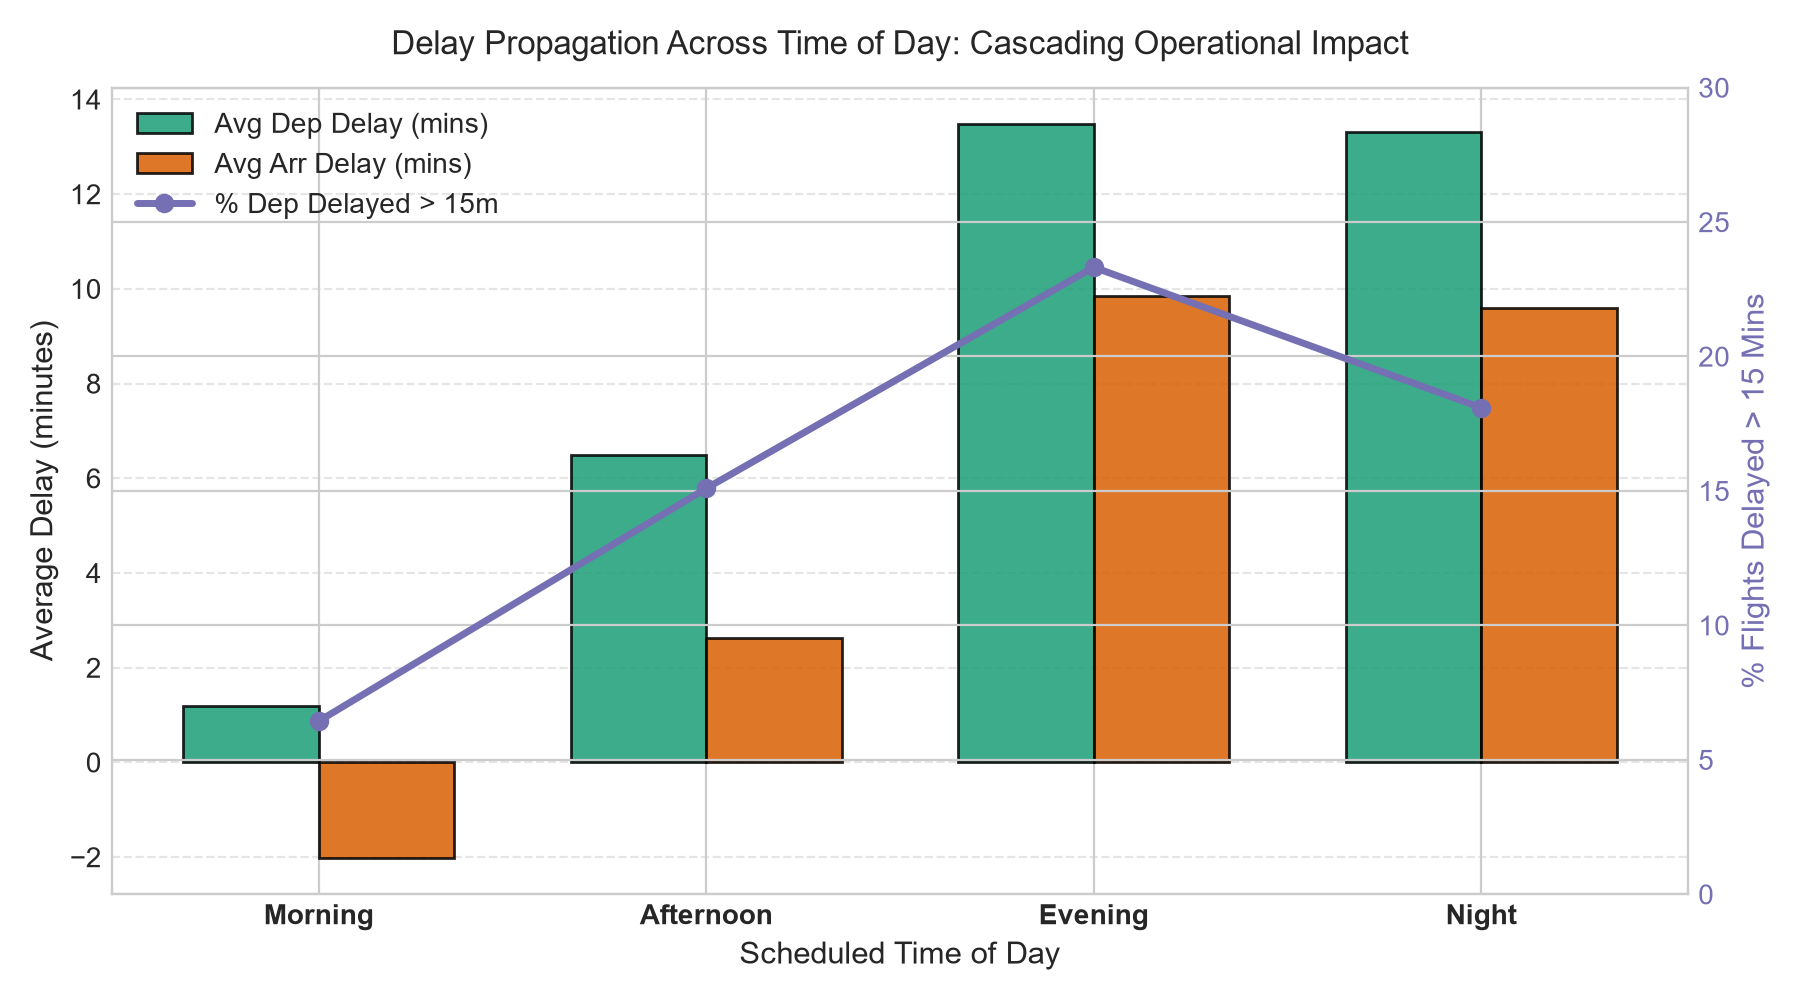 Delay Propagation Across Time of Day: Cascading Operational Impact
Avg Dep Delay (mins)
Avg Arr Delay (mins)
% Dep Delayed > 15m
Average Delay (minutes)
14
12
10
8
6
4
2
0
−2
30
25
20
15
10
5
0
% Flights Delayed > 15 Mins
Morning Afternoon Evening Night
Scheduled Time of Day